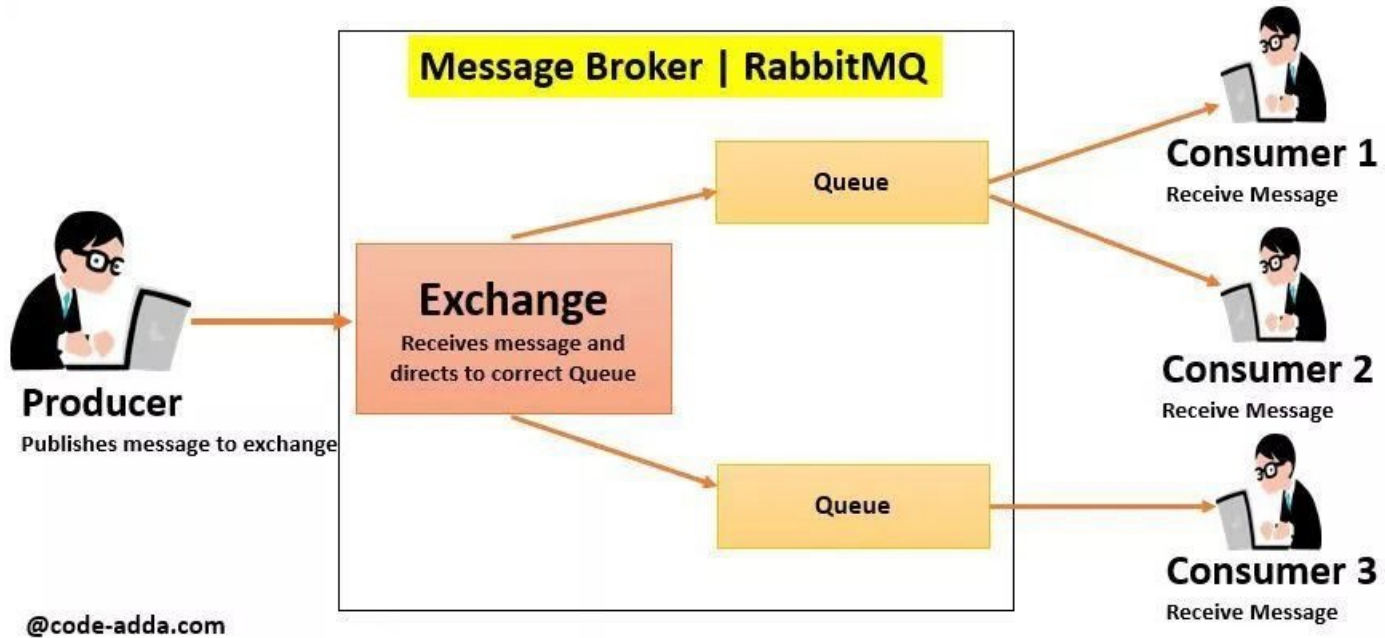 Message Broker | RabbitMQ
Producer
Publishes message to exchange
Exchange
Receives message and
directs to correct Queue
Queue
Queue
Consumer 1
Receive Message
Consumer 2
Receive Message
Consumer 3
Receive Message
@code-adda.com